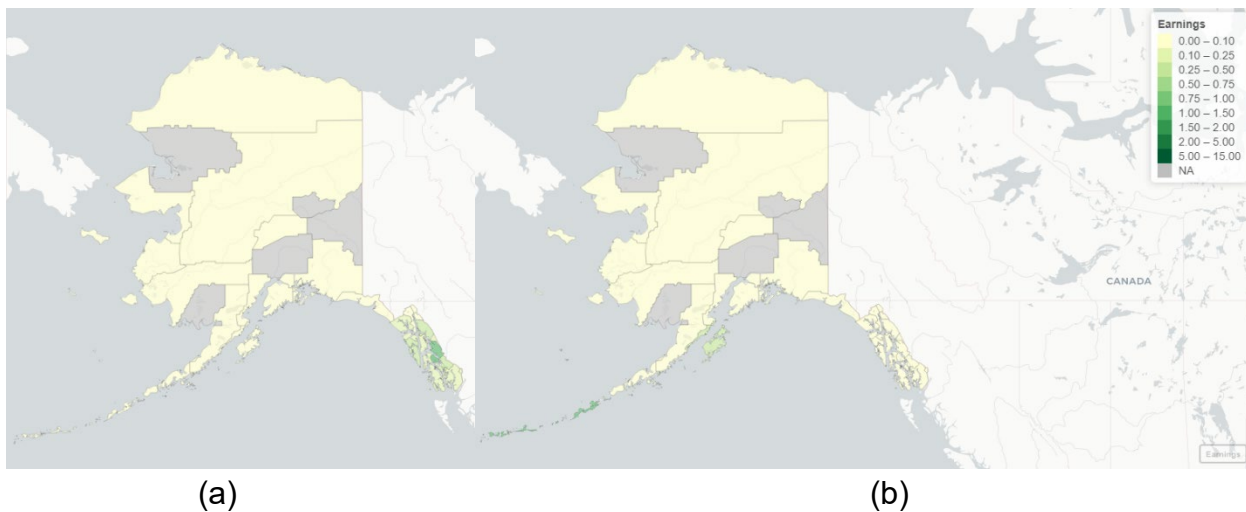 Earnings
0.00 – 0.10
0.10 – 0.25
0.25 – 0.50
0.50 – 0.75
0.75 – 1.00
1.00 – 1.50
1.50 – 2.00
2.00 – 5.00
5.00 – 15.00
NA
CANADA
Earnings
(a) (b)